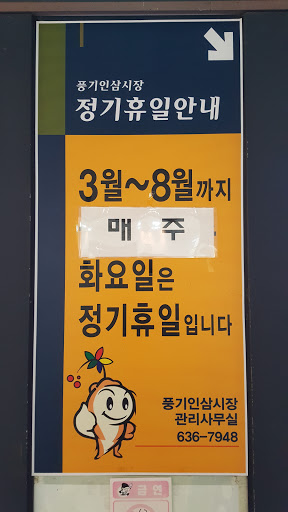 풍기인삼시장
정기휴일안내
3월~8월까지
매 주
화요일은
정기휴일입니다
풍기인삼시장
관리사무실
636-7948
금연